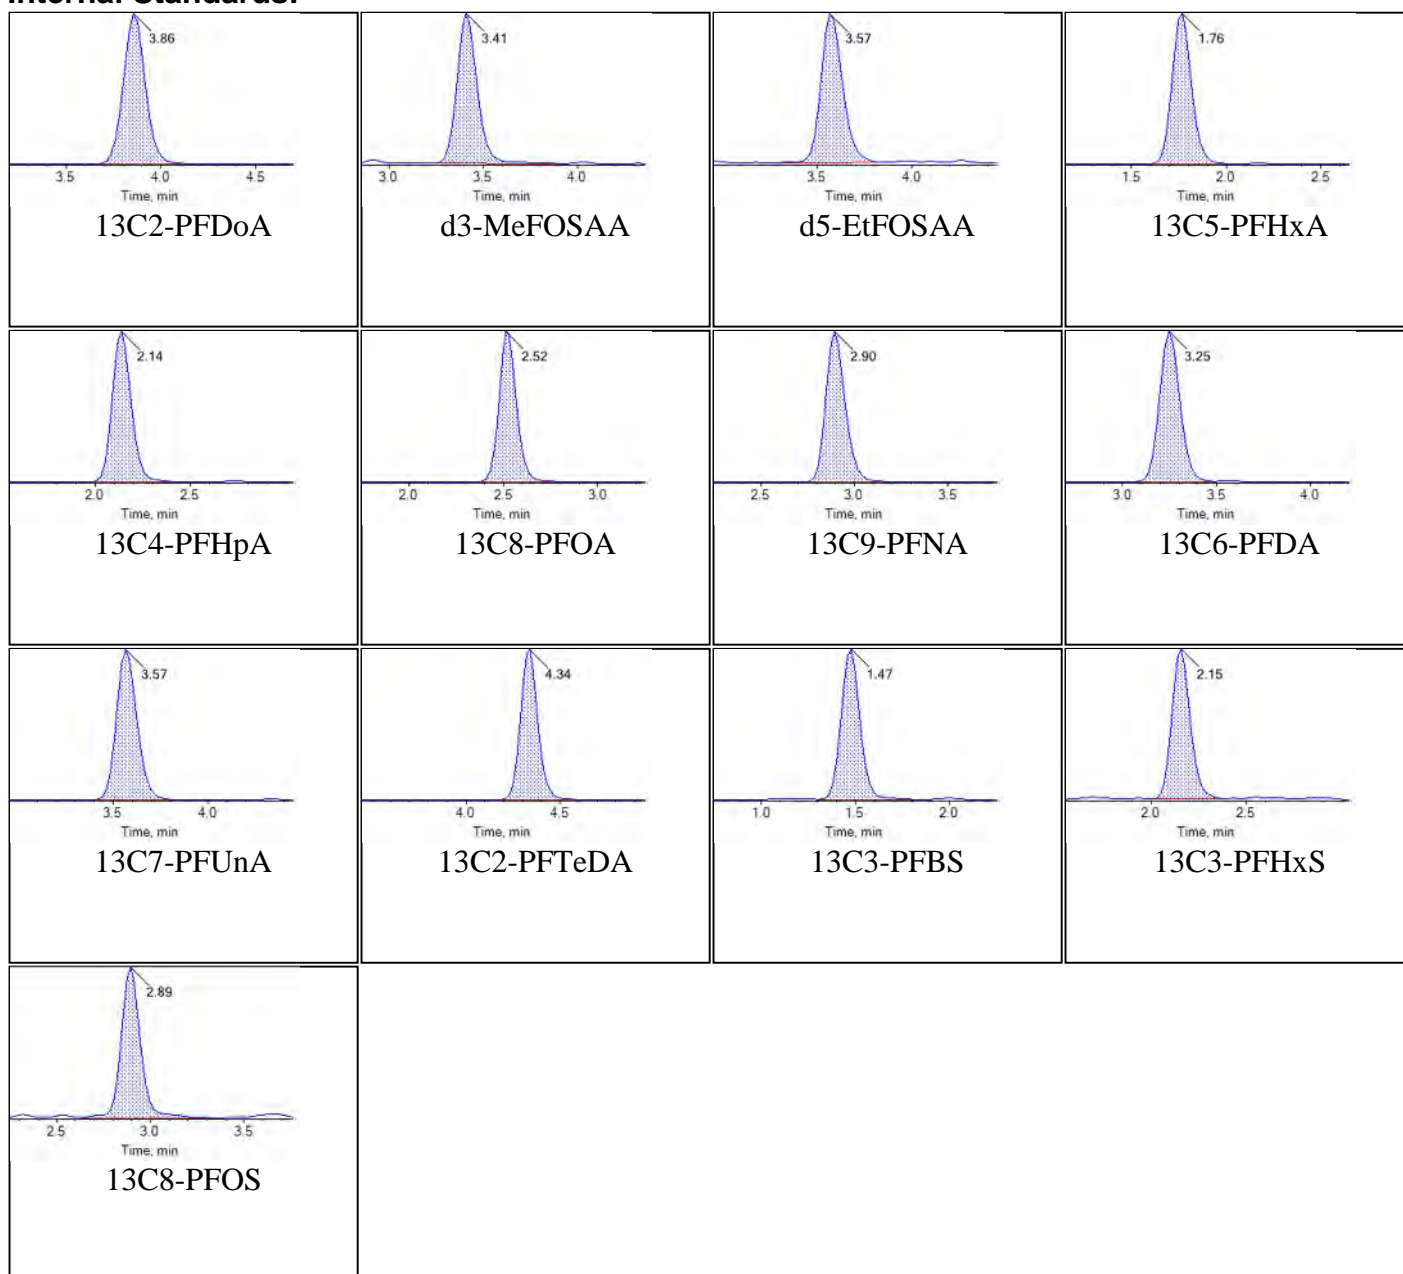 Internal Standards:
3.86
3.5 4.0 4.5
Time, min
13C2-PFDoA
3.41
3.0 3.5 4.0
Time, min
d3-MeFOSAA
3.57
3.5 4.0
Time, min
d5-EtFOSAA
1.76
1.5 2.0 2.5
Time, min
13C5-PFHxA
2.14
2.0 2.5
Time, min
13C4-PFHpA
2.52
2.0 2.5 3.0
Time, min
13C8-PFOA
2.90
2.5 3.0 3.5
Time, min
13C9-PFNA
3.25
3.0 3.5 4.0
Time, min
13C6-PFDA
3.57
3.5 4.0
Time, min
13C7-PFUnA
4.34
4.0 4.5
Time, min
13C2-PFTeDA
1.47
1.0 1.5 2.0
Time, min
13C3-PFBS
2.15
2.0 2.5
Time, min
13C3-PFHxS
2.89
2.5 3.0 3.5
Time, min
13C8-PFOS